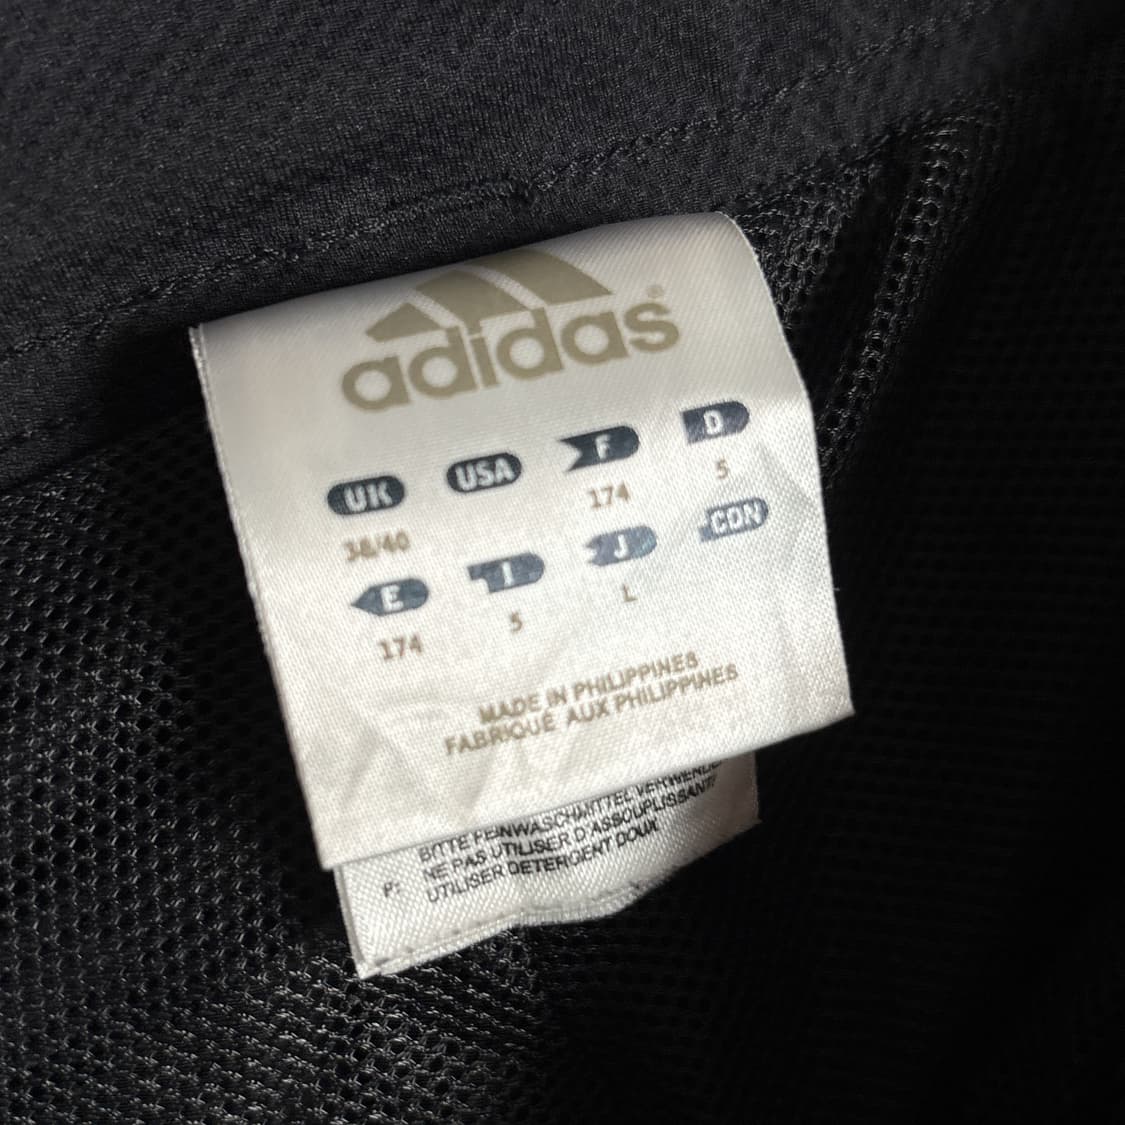 adidas®
UK USA F D
38/40 174 5
E I J CDN
174 5 L
MADE IN PHILIPPINES
FABRIQUÉ AUX PHILIPPINES
BITTE FEINWASCHMITTEL
F: NE PAS UTILISER D'ASSOUPLISSANT/
UTILISER DETERGENT DOUX